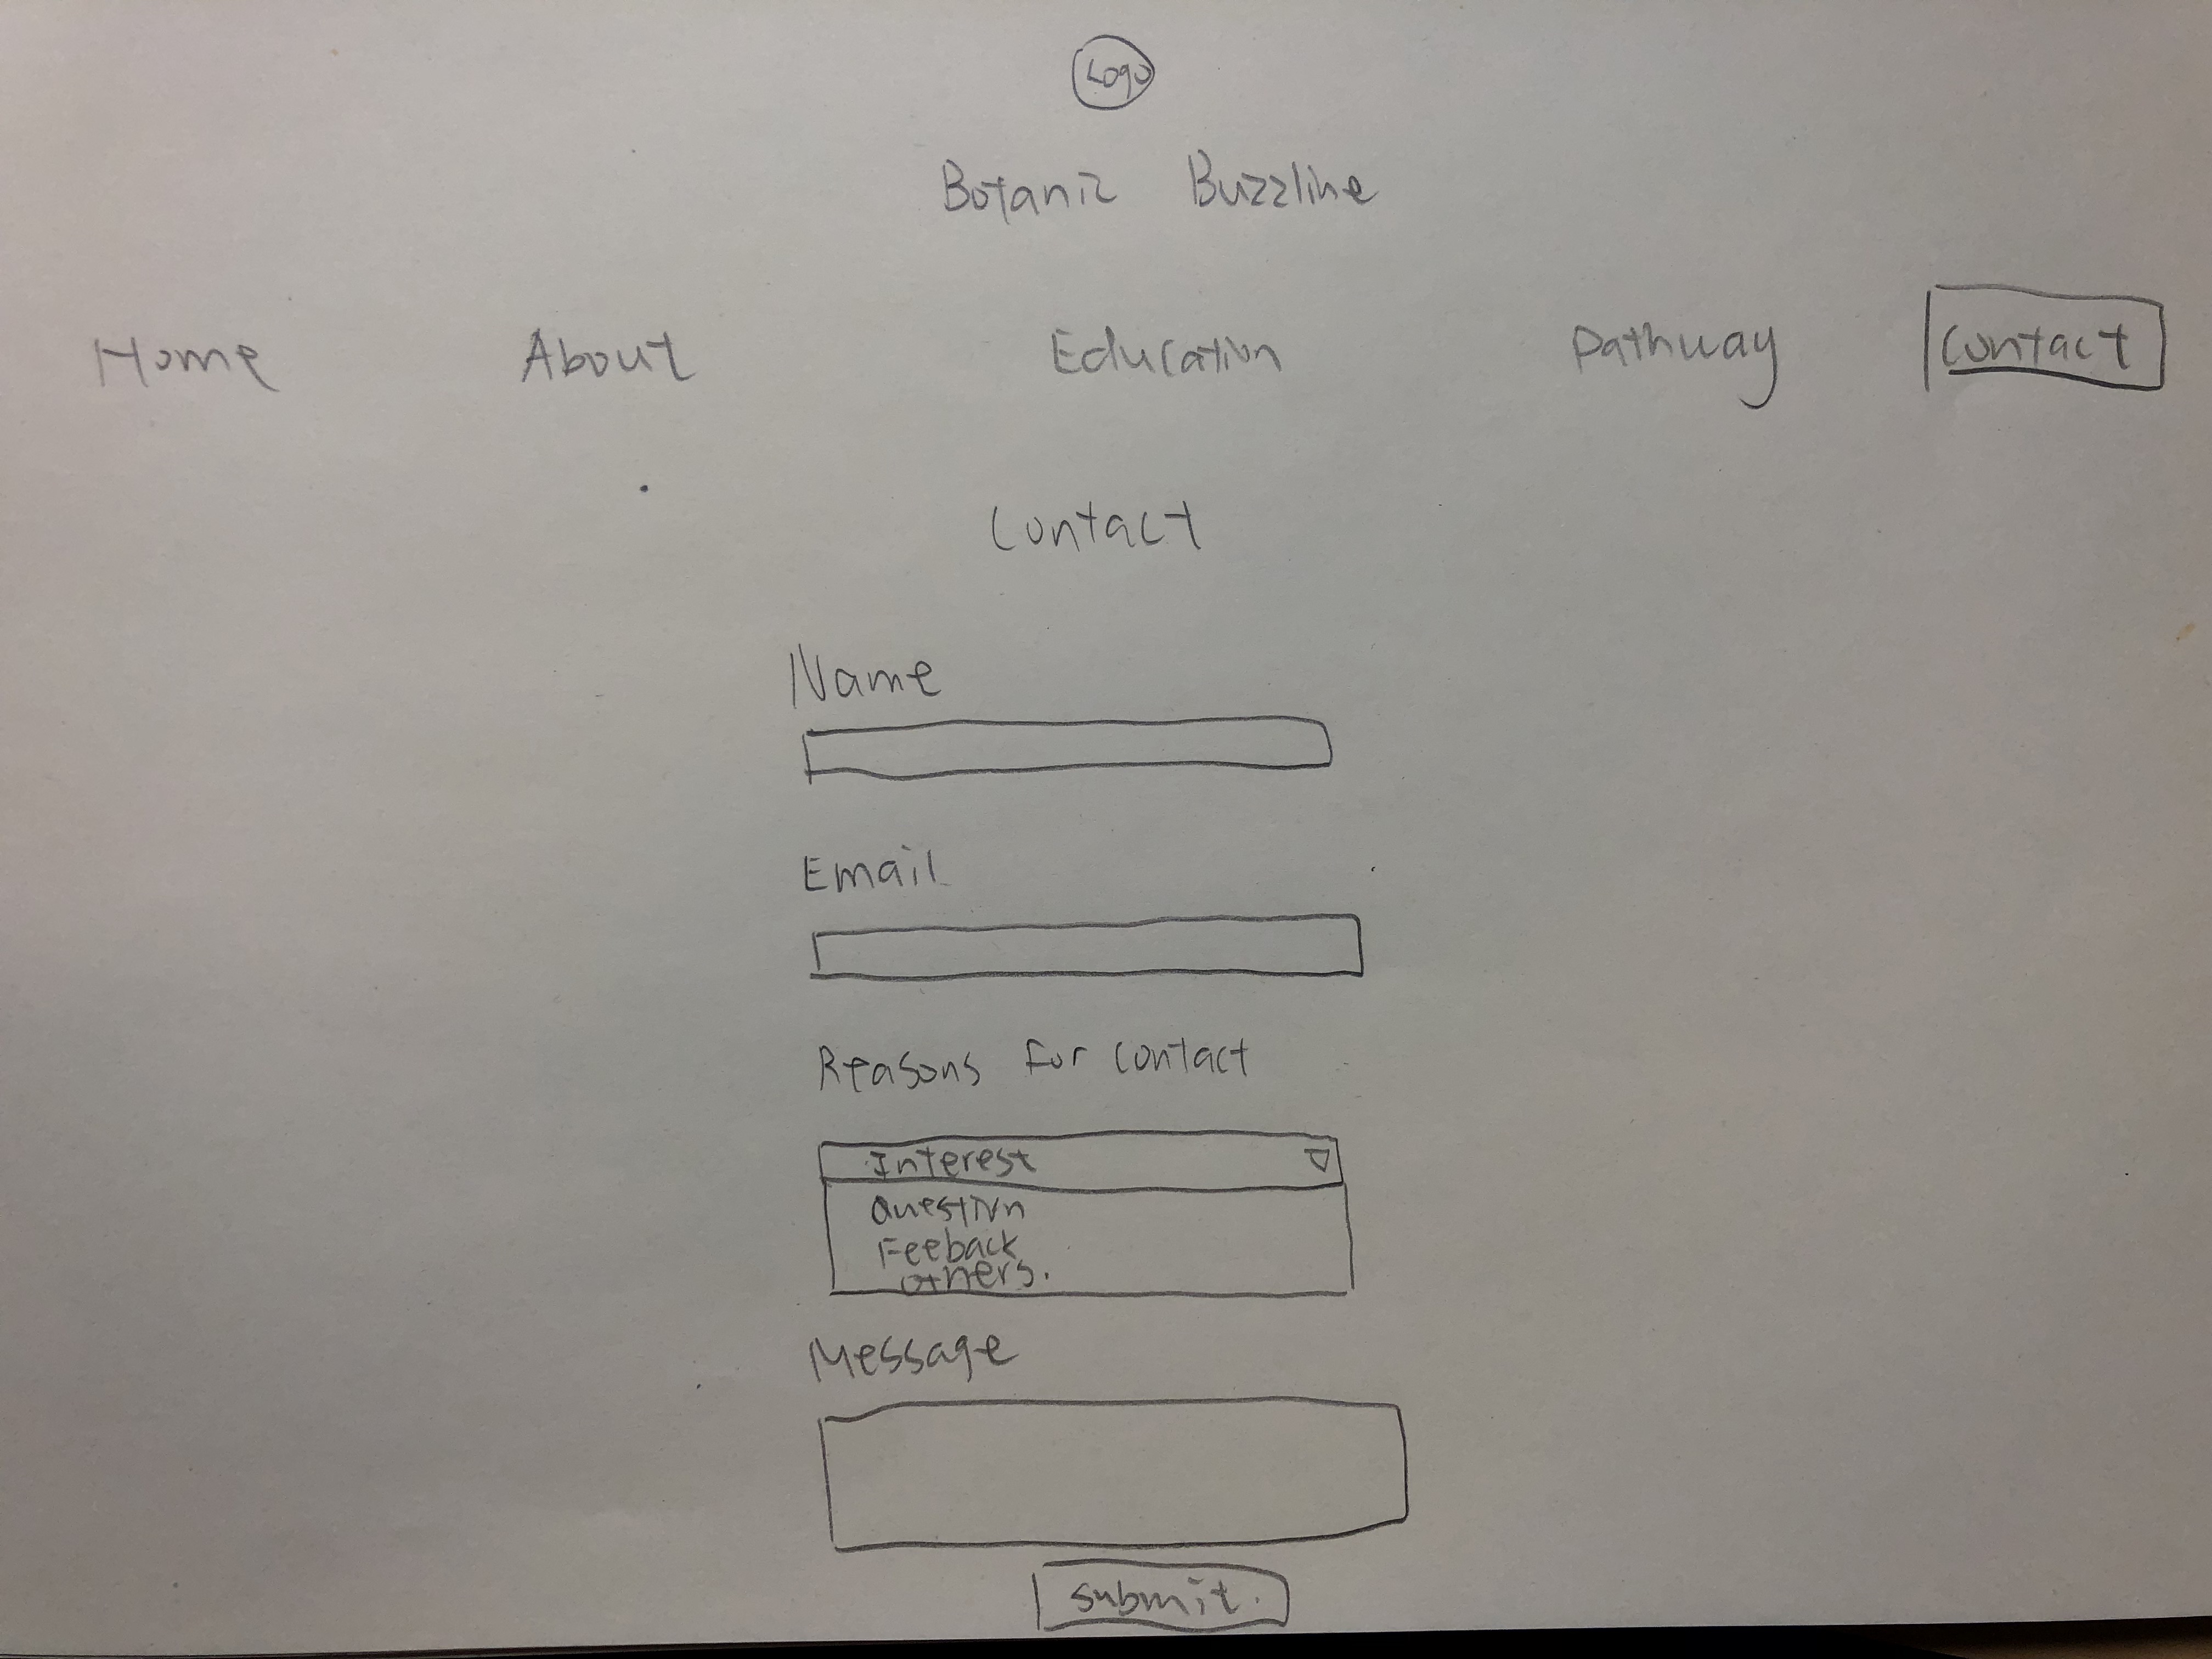 Logo
Botanic Buzzline
Home About Education Pathway Contact
Contact
Name
Email
Reasons For contact
Interest
Question
Feeback
others.
Message
submit.